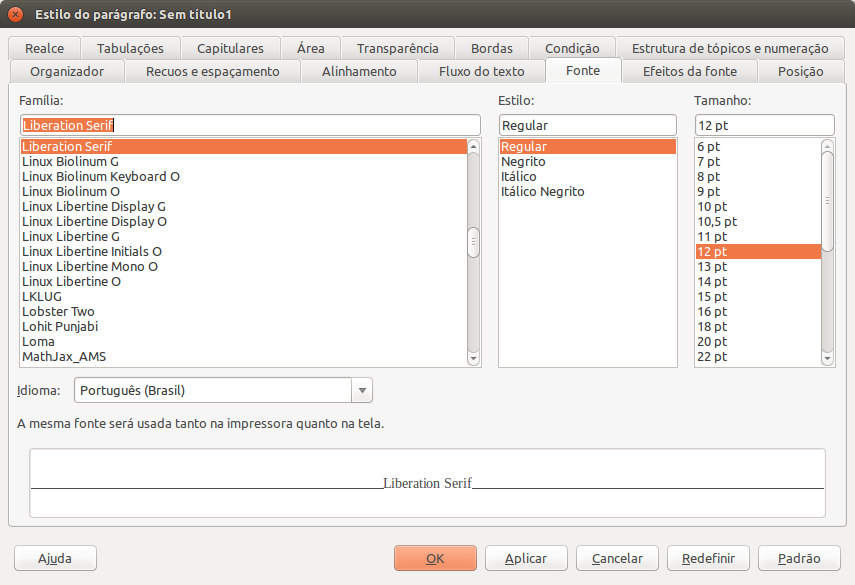 Estilo do parágrafo: Sem título1
Realce Tabulações Capitulares Área Transparência Bordas Condição Estrutura de tópicos e numeração
Organizador Recuos e espaçamento Alinhamento Fluxo do texto Fonte Efeitos da fonte Posição
Família: Estilo: Tamanho:
Liberation Serif Regular 12 pt
Liberation Serif Regular 6 pt
Linux Biolinum G Negrito 7 pt
Linux Biolinum Keyboard O Itálico 8 pt
Linux Biolinum O Itálico Negrito 9 pt
Linux Libertine Display G 10 pt
Linux Libertine Display O 10,5 pt
Linux Libertine G 11 pt
Linux Libertine Initials O 12 pt
Linux Libertine Mono O 13 pt
Linux Libertine O 14 pt
LKLUG 15 pt
Lobster Two 16 pt
Lohit Punjabi 18 pt
Loma 20 pt
MathJax_AMS 22 pt
Idioma: Português (Brasil)
A mesma fonte será usada tanto na impressora quanto na tela.
Liberation Serif
Ajuda OK Aplicar Cancelar Redefinir Padrão